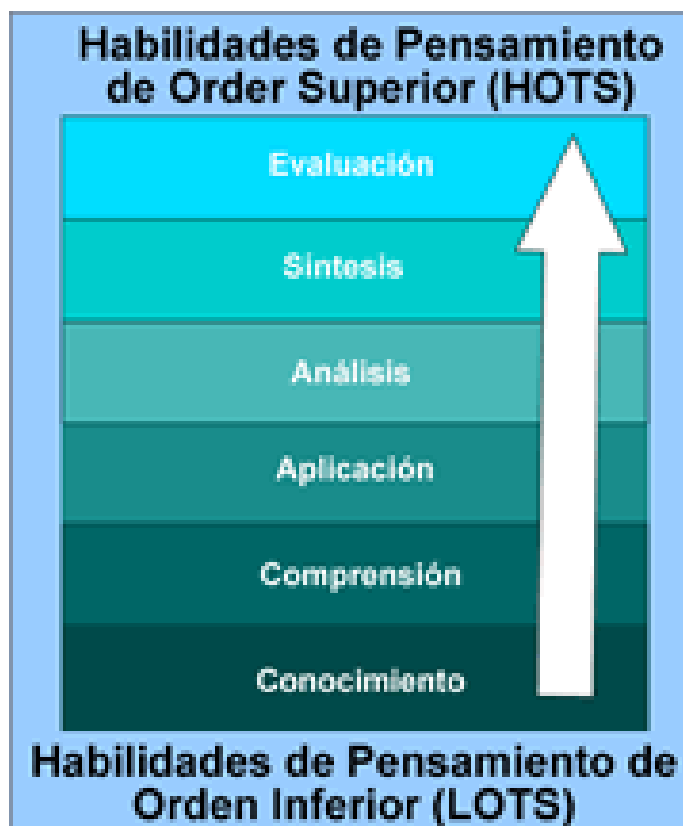 Habilidades de Pensamiento
de Order Superior (HOTS)
Evaluación
Síntesis
Análisis
Aplicación
Comprensión
Conocimiento
Habilidades de Pensamiento de
Orden Inferior (LOTS)